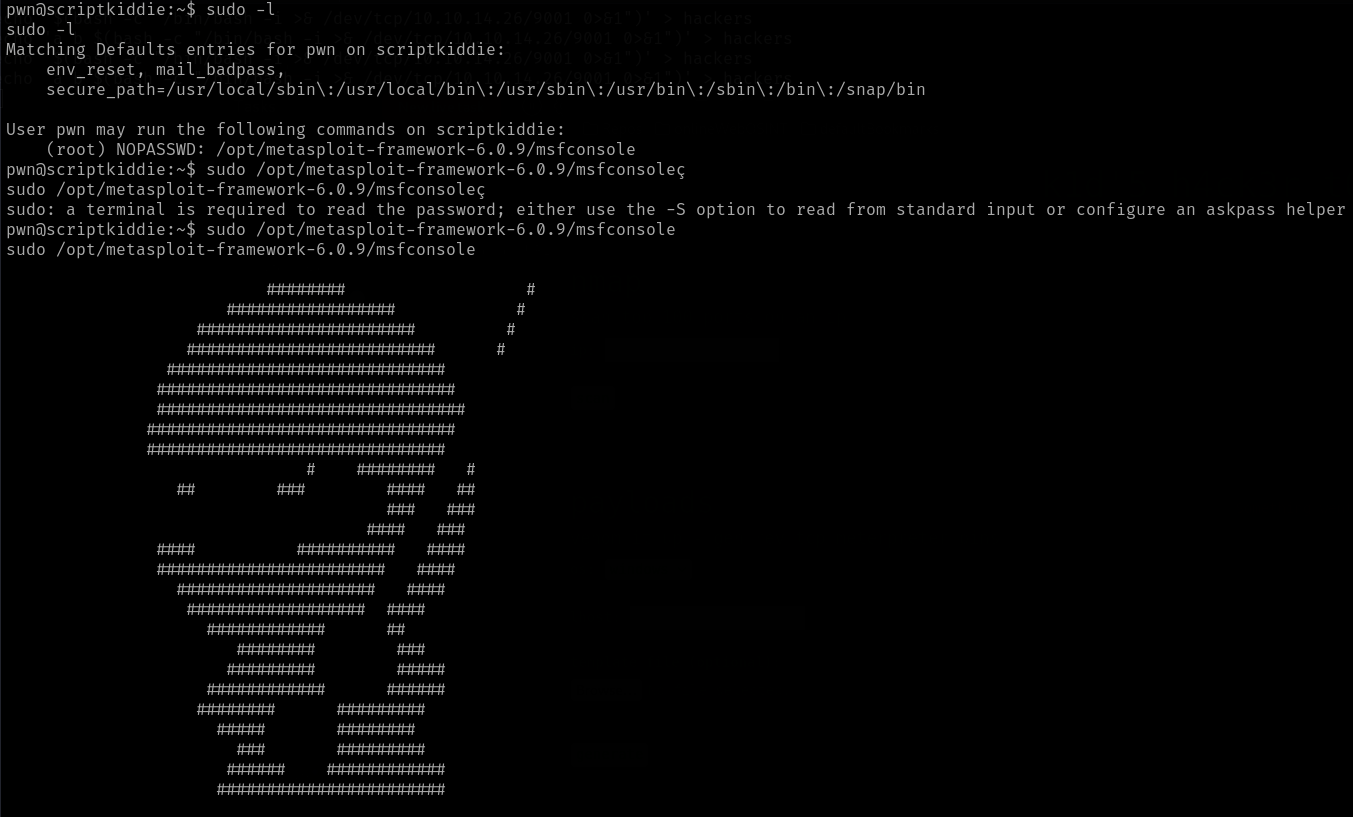 pwn@scriptkiddie:~$ sudo -l
sudo -l
Matching Defaults entries for pwn on scriptkiddie:
    env_reset, mail_badpass,
    secure_path=/usr/local/sbin\:/usr/local/bin\:/usr/sbin\:/usr/bin\:/sbin\:/bin\:/snap/bin

User pwn may run the following commands on scriptkiddie:
    (root) NOPASSWD: /opt/metasploit-framework-6.0.9/msfconsole
pwn@scriptkiddie:~$ sudo /opt/metasploit-framework-6.0.9/msfconsoleç
sudo /opt/metasploit-framework-6.0.9/msfconsoleç
sudo: a terminal is required to read the password; either use the -S option to read from standard input or configure an askpass helper
pwn@scriptkiddie:~$ sudo /opt/metasploit-framework-6.0.9/msfconsole
sudo /opt/metasploit-framework-6.0.9/msfconsole